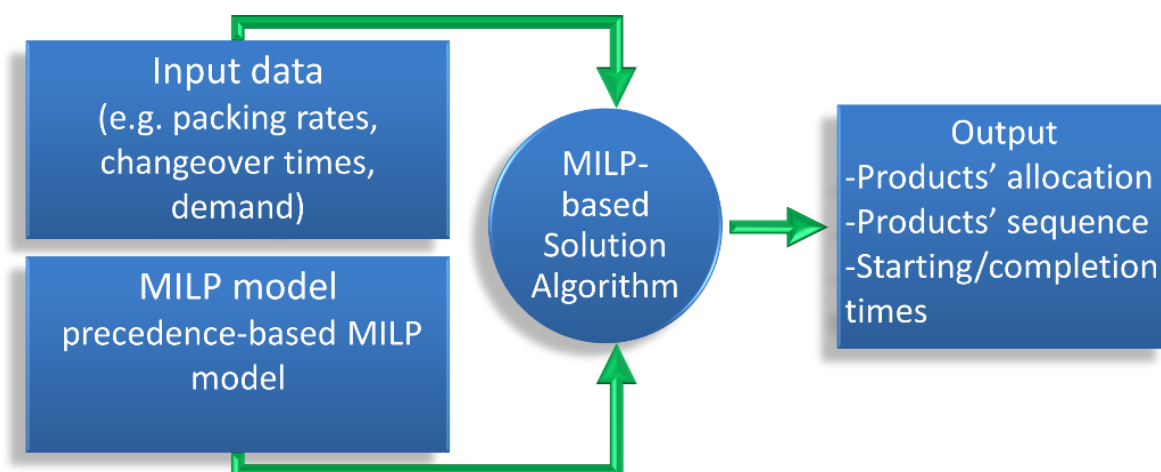 Input data
(e.g. packing rates,
changeover times,
demand)
MILP model
precedence-based MILP
model
MILP-
based
Solution
Algorithm
Output
-Products’ allocation
-Products’ sequence
-Starting/completion
times